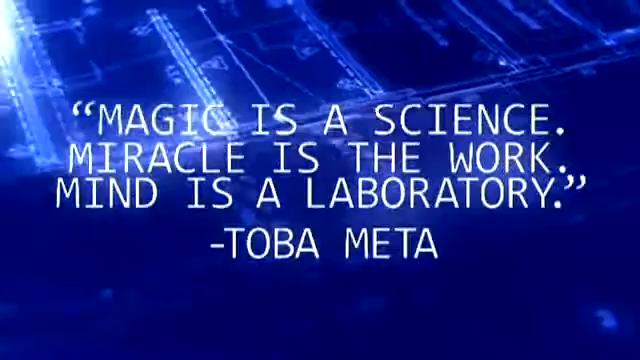 “MAGIC IS A SCIENCE.
MIRACLE IS THE WORK.
MIND IS A LABORATORY.”
-TOBA META